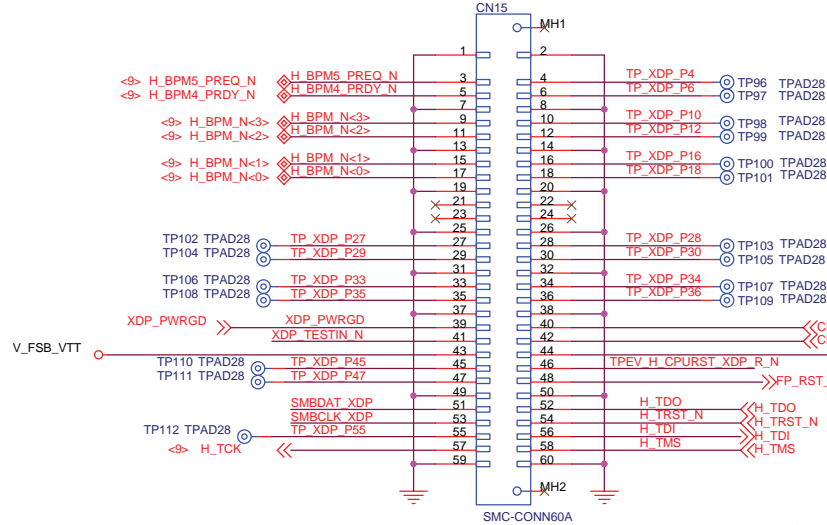 CN15
MH1
1 2
<9> H_BPM5_PREQ_N H_BPM5_PREQ_N 3 4 TP_XDP_P4 TP96 TPAD28
<9> H_BPM4_PRDY_N H_BPM4_PRDY_N 5 6 TP_XDP_P6 TP97 TPAD28
7 8
<9> H_BPM_N<3> H_BPM_N<3> 9 10 TP_XDP_P10 TP98 TPAD28
<9> H_BPM_N<2> H_BPM_N<2> 11 12 TP_XDP_P12 TP99 TPAD28
13 14
<9> H_BPM_N<1> H_BPM_N<1> 15 16 TP_XDP_P16 TP100 TPAD28
<9> H_BPM_N<0> H_BPM_N<0> 17 18 TP_XDP_P18 TP101 TPAD28
19 20
21 22
23 24
25 26
TP102 TPAD28 TP_XDP_P27 27 28 TP_XDP_P28 TP103 TPAD28
TP104 TPAD28 TP_XDP_P29 29 30 TP_XDP_P30 TP105 TPAD28
31 32
TP106 TPAD28 TP_XDP_P33 33 34 TP_XDP_P34 TP107 TPAD28
TP108 TPAD28 TP_XDP_P35 35 36 TP_XDP_P36 TP109 TPAD28
37 38
XDP_PWRGD XDP_PWRGD 39 40
XDP_TESTIN_N 41 42
V_FSB_VTT 43 44
TP110 TPAD28 TP_XDP_P45 45 46 TPEV_H_CPURST_XDP_R_N
TP111 TPAD28 TP_XDP_P47 47 48 FP_RST_
49 50
SMBDAT_XDP 51 52 H_TDO H_TDO
SMBCLK_XDP 53 54 H_TRST_N H_TRST_N
TP112 TPAD28 TP_XDP_P55 55 56 H_TDI H_TDI
<9> H_TCK 57 58 H_TMS H_TMS
59 60
MH2
SMC-CONN60A